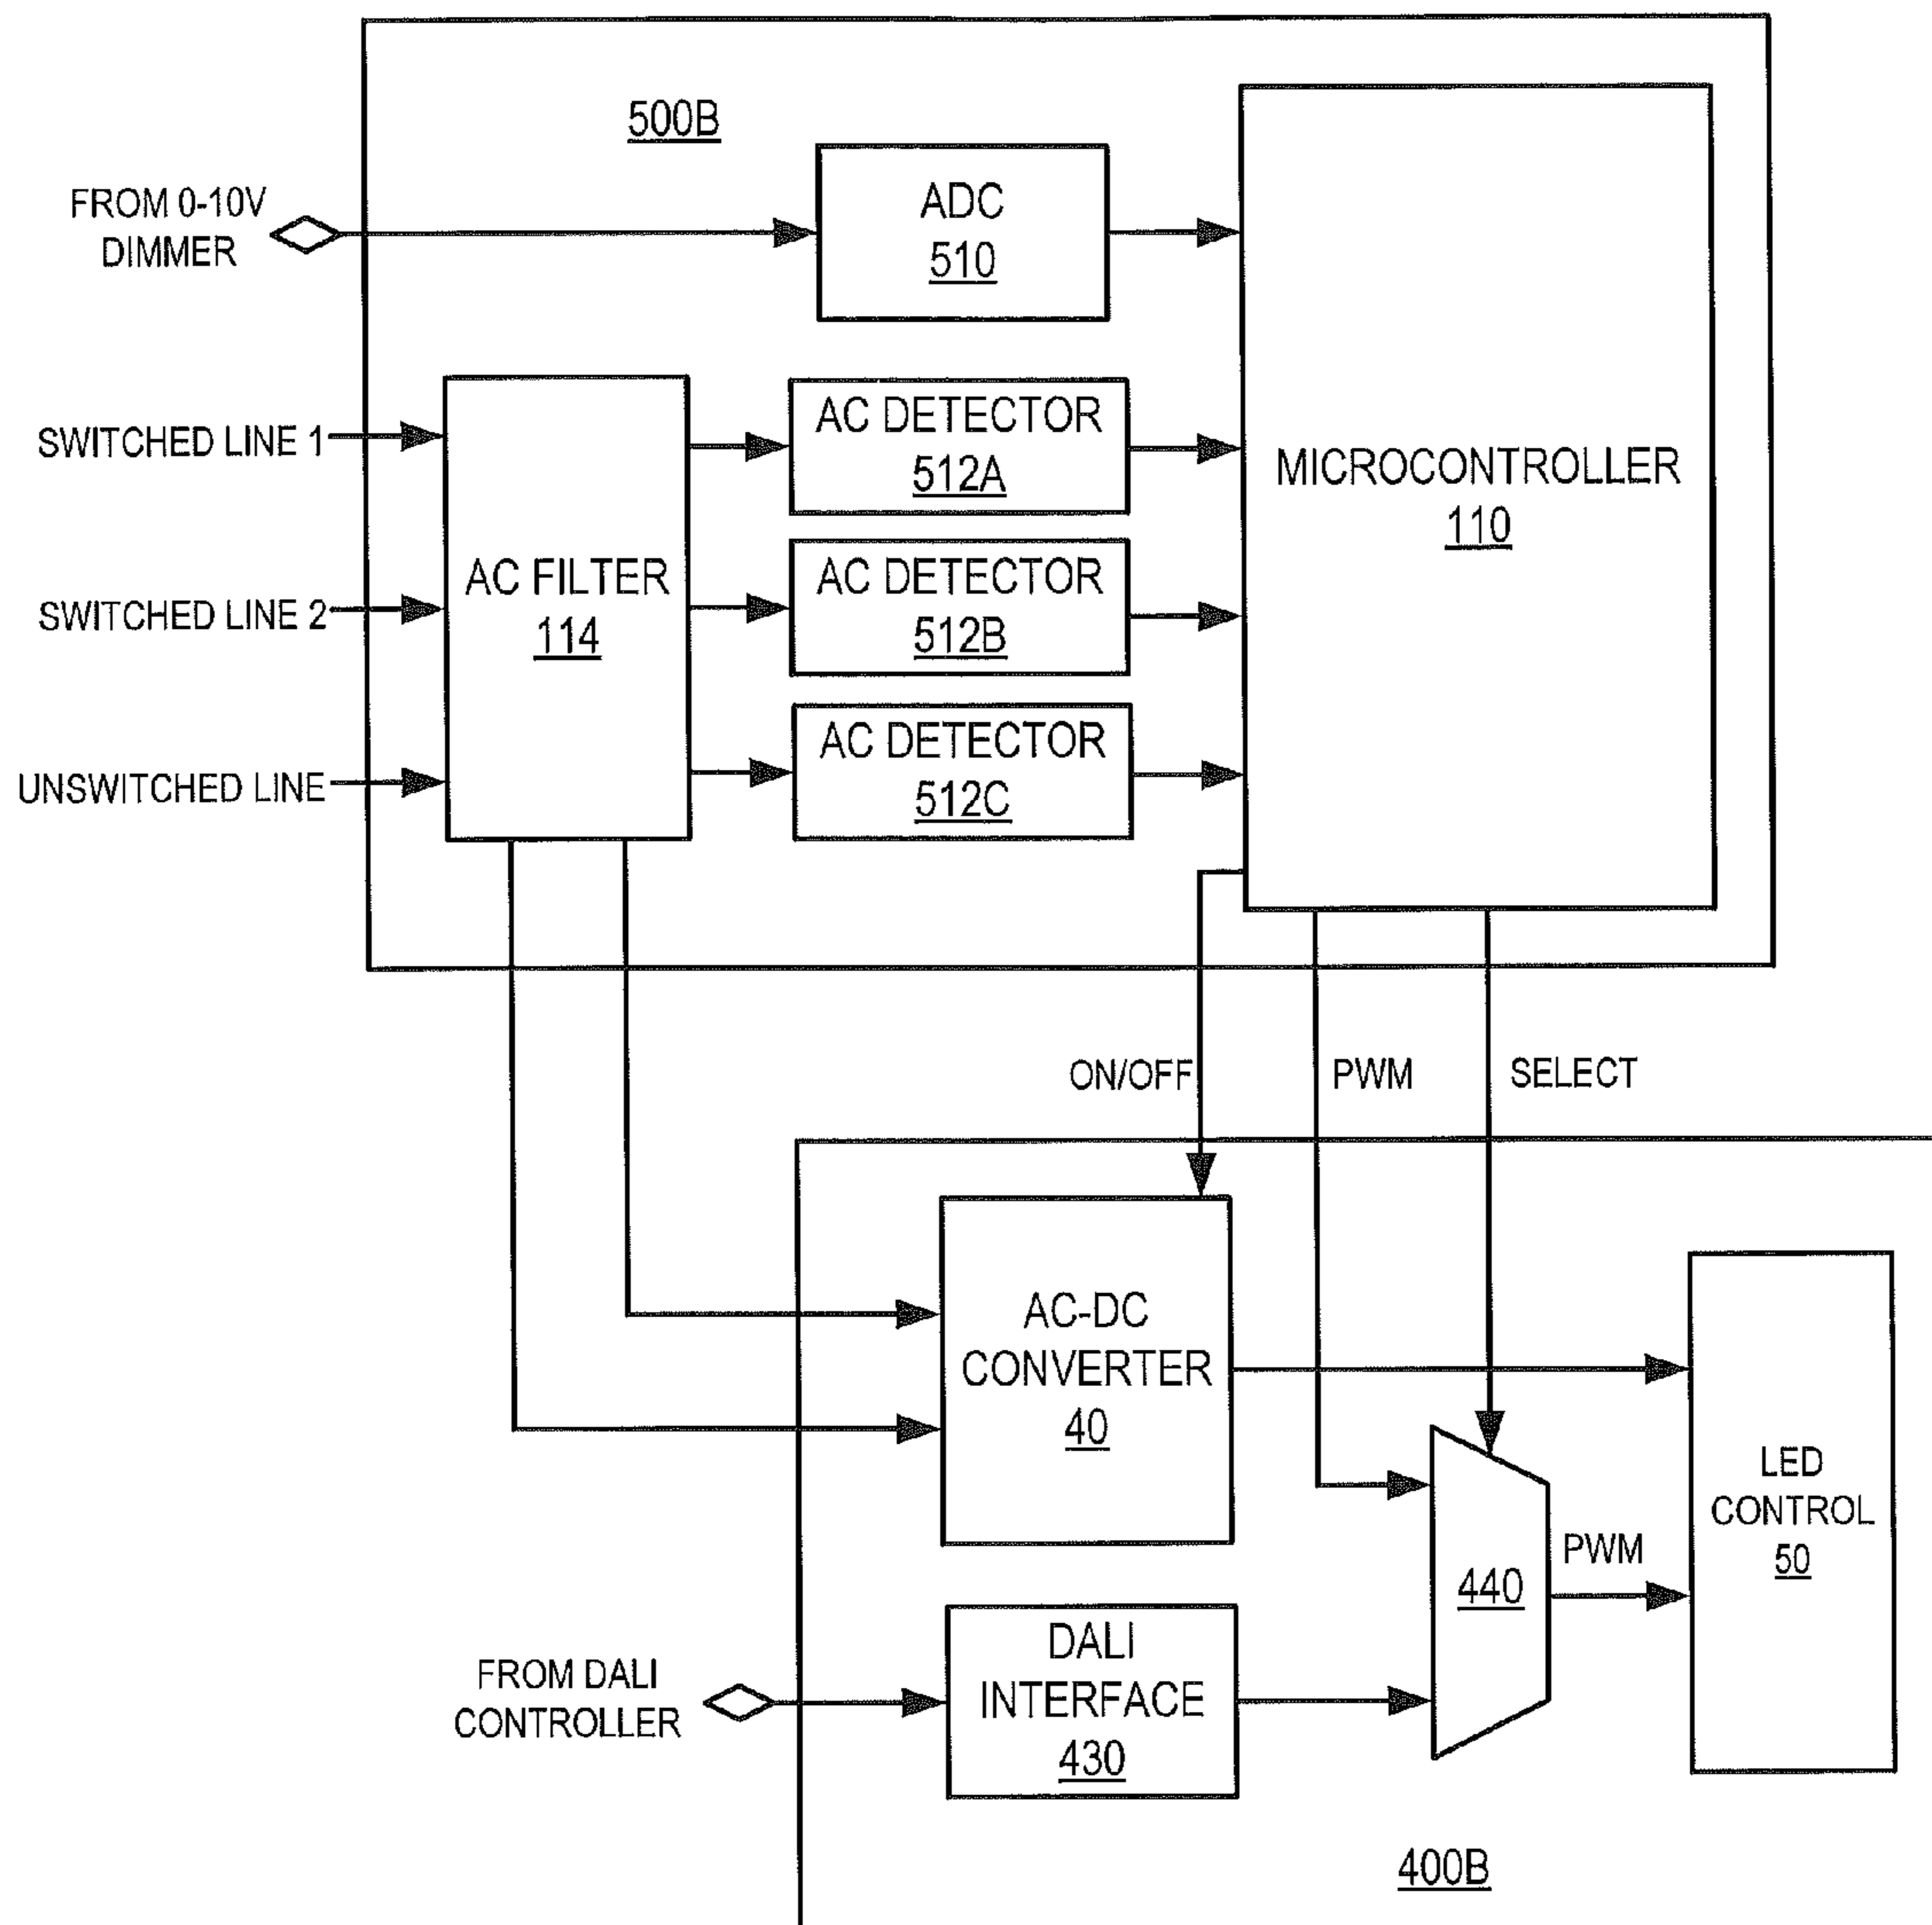 500B
FROM 0-10V
DIMMER
ADC
510
MICROCONTROLLER
110
SWITCHED LINE 1
SWITCHED LINE 2
UNSWITCHED LINE
AC FILTER
114
AC DETECTOR
512A
AC DETECTOR
512B
AC DETECTOR
512C
ON/OFF
PWM
SELECT
AC-DC
CONVERTER
40
LED
CONTROL
50
440
PWM
FROM DALI
CONTROLLER
DALI
INTERFACE
430
400B